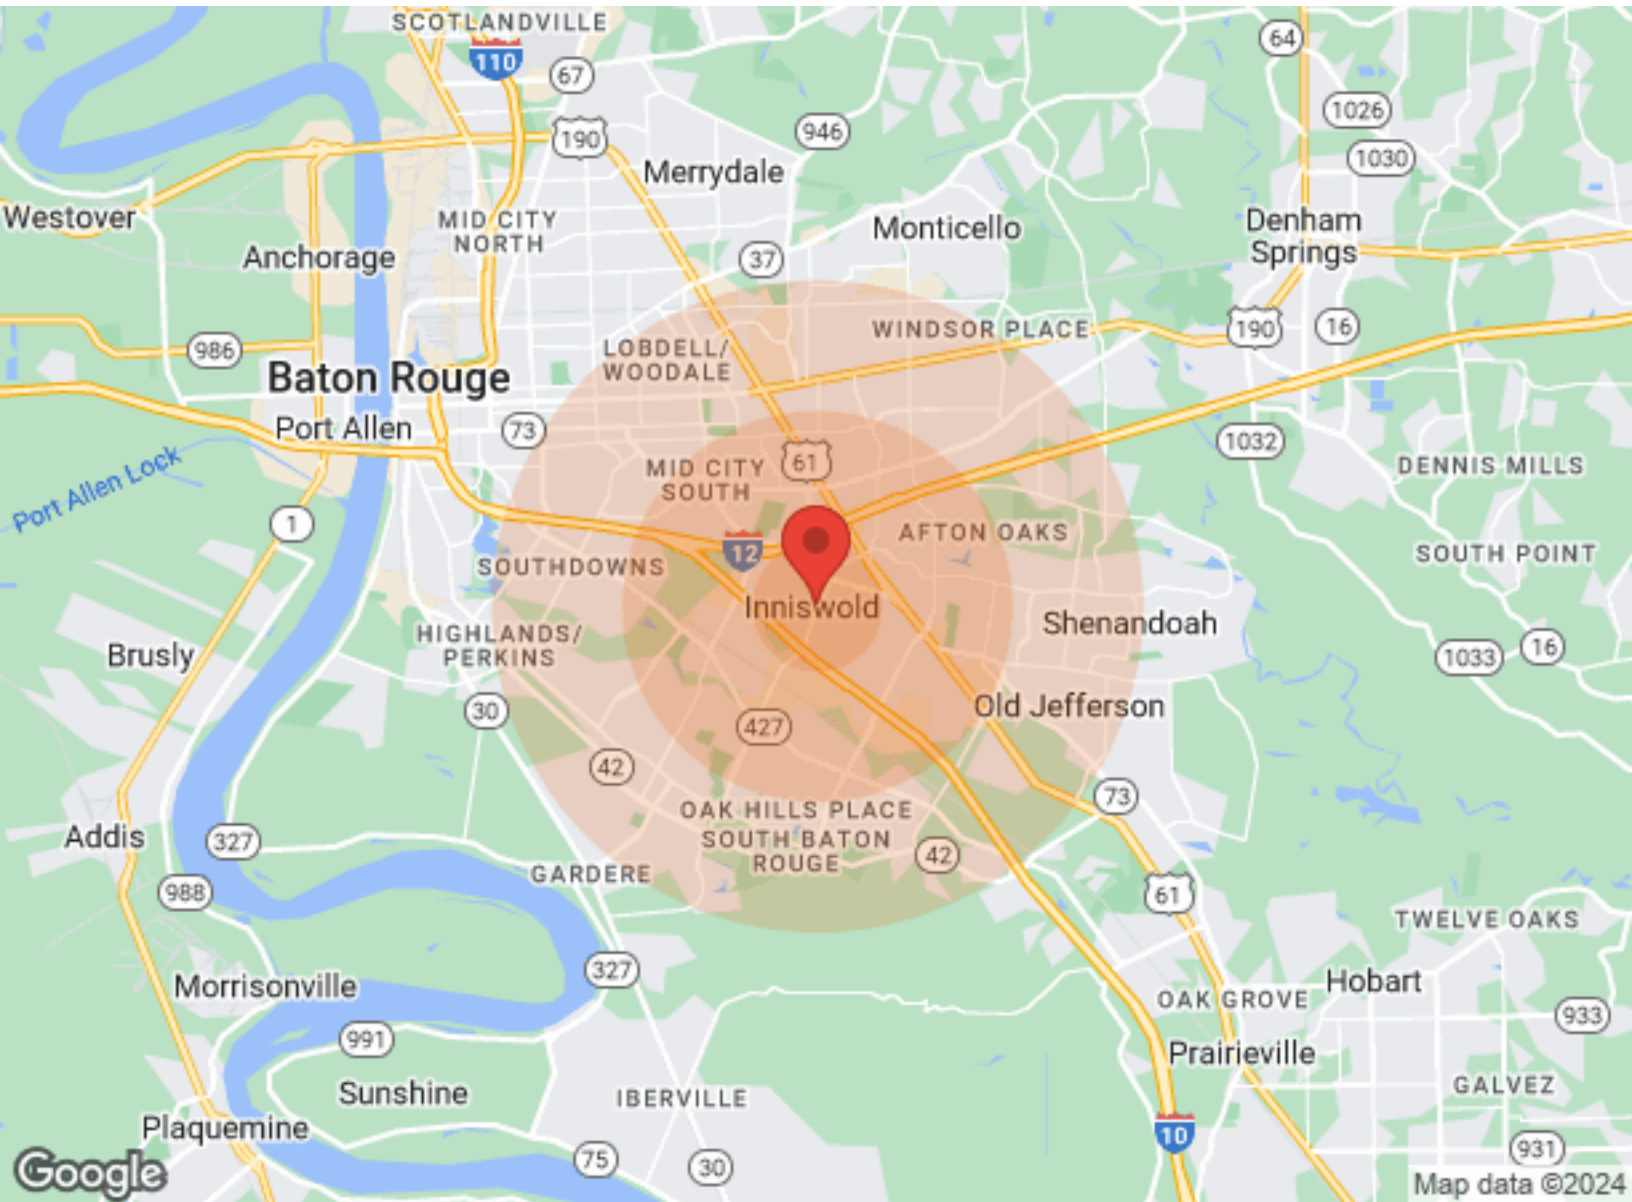 SCOTLANDVILLE
110
67
64
190
946
1026
1030
Merrydale
Westover
MID CITY
NORTH
Monticello
Denham
Springs
Anchorage
37
986
LOBDELL/
WOODALE
WINDSOR PLACE
190
16
Baton Rouge
Port Allen
73
1032
Port Allen Lock
MID CITY
SOUTH
61
DENNIS MILLS
1
12
AFTON OAKS
SOUTHDOWNS
SOUTH POINT
Inniswold
HIGHLANDS/
PERKINS
Shenandoah
Brusly
1033
16
30
427
Old Jefferson
42
73
OAK HILLS PLACE
SOUTH BATON
ROUGE
Addis
327
42
GARDERE
988
61
TWELVE OAKS
327
Morrisonville
Hobart
OAK GROVE
933
991
Prairieville
Sunshine
IBERVILLE
GALVEZ
Plaquemine
10
931
75
30
Google
Map data ©2024